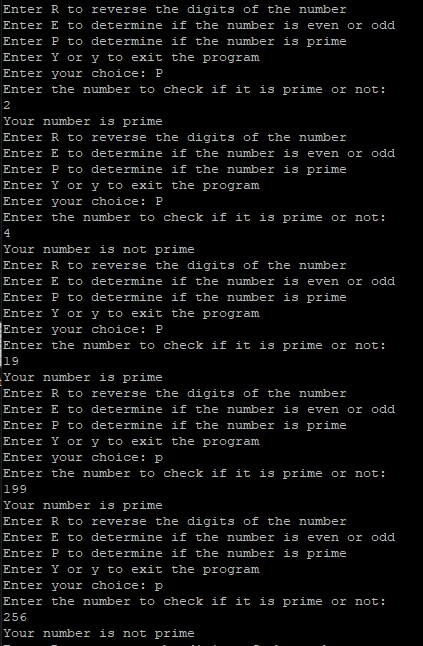 Enter R to reverse the digits of the number
Enter E to determine if the number is even or odd
Enter P to determine if the number is prime
Enter Y or y to exit the program
Enter your choice: P
Enter the number to check if it is prime or not:
2
Your number is prime
Enter R to reverse the digits of the number
Enter E to determine if the number is even or odd
Enter P to determine if the number is prime
Enter Y or y to exit the program
Enter your choice: P
Enter the number to check if it is prime or not:
4
Your number is not prime
Enter R to reverse the digits of the number
Enter E to determine if the number is even or odd
Enter P to determine if the number is prime
Enter Y or y to exit the program
Enter your choice: P
Enter the number to check if it is prime or not:
19
Your number is prime
Enter R to reverse the digits of the number
Enter E to determine if the number is even or odd
Enter P to determine if the number is prime
Enter Y or y to exit the program
Enter your choice: p
Enter the number to check if it is prime or not:
199
Your number is prime
Enter R to reverse the digits of the number
Enter E to determine if the number is even or odd
Enter P to determine if the number is prime
Enter Y or y to exit the program
Enter your choice: p
Enter the number to check if it is prime or not:
256
Your number is not prime